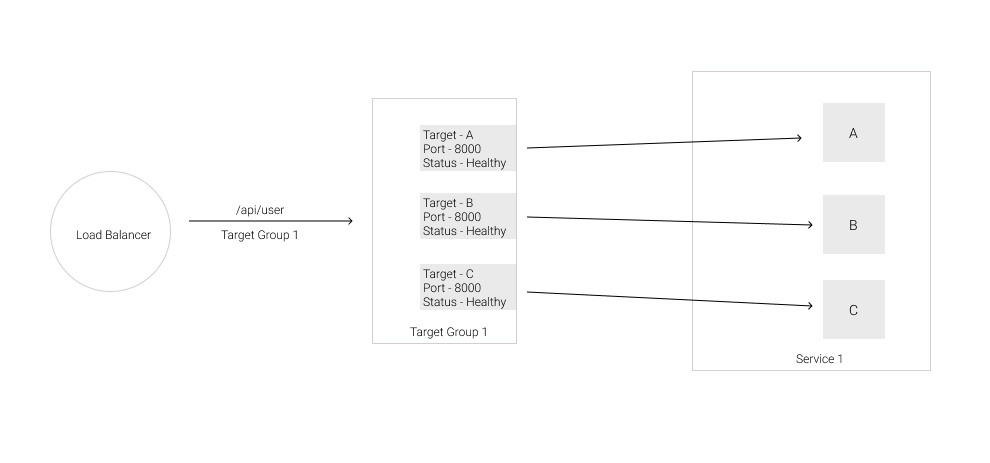 Load Balancer
/api/user
Target Group 1
Target - A
Port - 8000
Status - Healthy
Target - B
Port - 8000
Status - Healthy
Target - C
Port - 8000
Status - Healthy
Target Group 1
A
B
C
Service 1